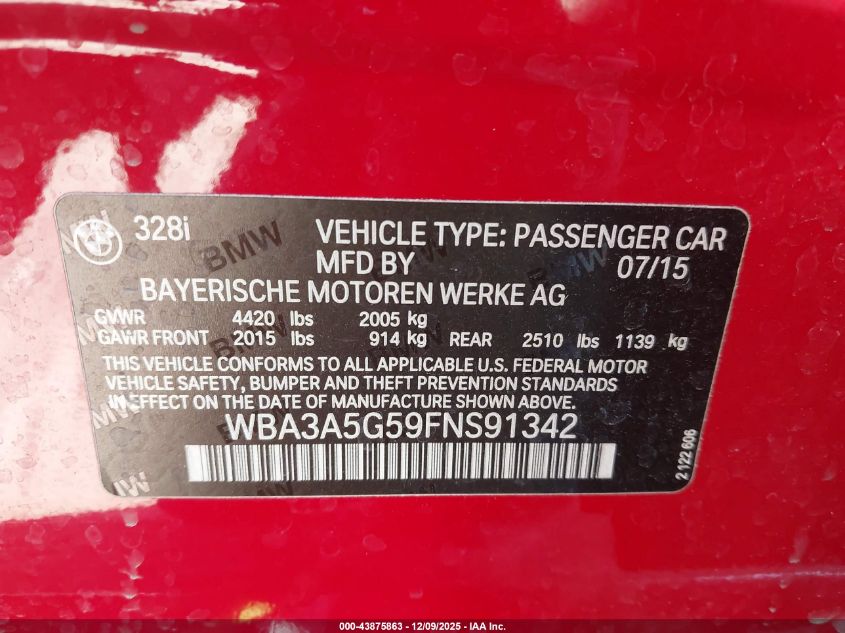 328i VEHICLE TYPE: PASSENGER CAR
MFD BY 07/15
BAYERISCHE MOTOREN WERKE AG
GVWR 4420 lbs 2005 kg
GAWR FRONT 2015 lbs 914 kg REAR 2510 lbs 1139 kg
THIS VEHICLE CONFORMS TO ALL APPLICABLE U.S. FEDERAL MOTOR
VEHICLE SAFETY, BUMPER AND THEFT PREVENTION STANDARDS
IN EFFECT ON THE DATE OF MANUFACTURE SHOWN ABOVE.
WBA3A5G59FNS91342
2 122 606
BMW
000-43875863 - 12/09/2025 - IAA Inc.